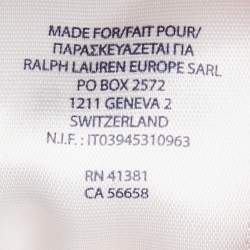 MADE FOR/FAIT POUR/
ΠΑΡΑΣΚΕΥΑΖΕΤΑΙ ΓΙΑ
RALPH LAUREN EUROPE SARL
PO BOX 2572
1211 GENEVA 2
SWITZERLAND
N.I.F. : IT03945310963
RN 41381
CA 56658